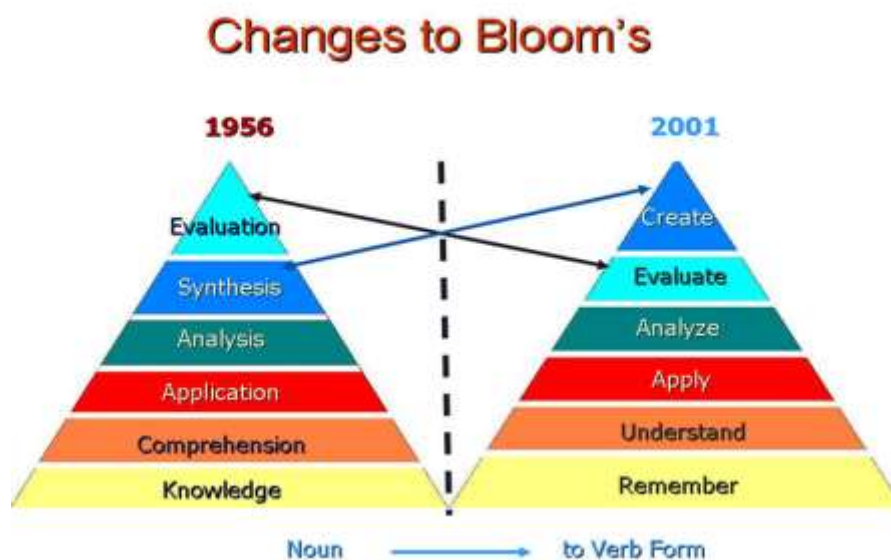 Changes to Bloom's
1956
Evaluation
Synthesis
Analysis
Application
Comprehension
Knowledge
2001
Create
Evaluate
Analyze
Apply
Understand
Remember
Noun to Verb Form